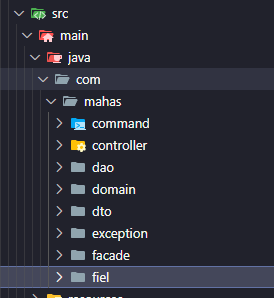 src
main
java
com
mahas
command
controller
dao
domain
dto
exception
facade
fiel